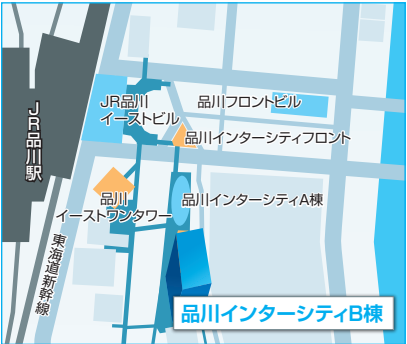 JR品川駅
JR品川
イーストビル
品川フロントビル
品川インターシティフロント
品川
イーストワンタワー
品川インターシティA棟
東海道新幹線
品川インターシティB棟